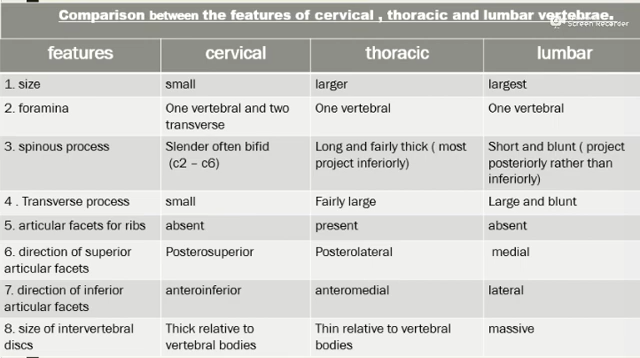 Comparison between the features of cervical , thoracic and lumbar vertebrae.
Screen Recorder
features cervical thoracic lumbar
1. size small larger largest
2. foramina One vertebral and two One vertebral One vertebral
transverse
3. spinous process Slender often bifid Long and fairly thick ( most Short and blunt ( project
(c2 – c6) project inferiorly) posteriorly rather than
inferiorly)
4 . Transverse process small Fairly large Large and blunt
5. articular facets for ribs absent present absent
6. direction of superior Posterosuperior Posterolateral medial
articular facets
7. direction of inferior anteroinferior anteromedial lateral
articular facets
8. size of intervertebral Thick relative to Thin relative to vertebral massive
discs vertebral bodies bodies